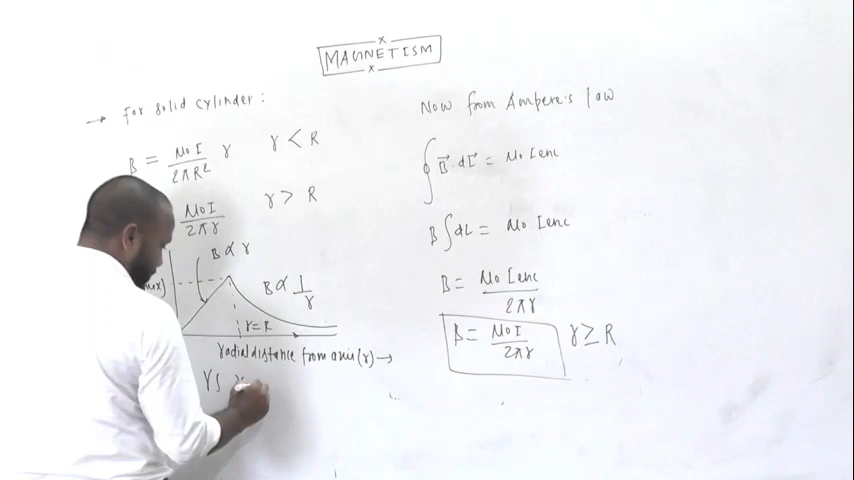 MAGNETISM
→ For solid cylinder:
B = μ₀I / 2πR² r    r < R
μ₀I / 2πr    r > R
B ∝ r
B ∝ 1/r
r = R
radial distance from axis (r) →
VS
Now from Ampere's law
∮ B⃗ · dL⃗ = μ₀ Ienc
B ∫ dL = μ₀ Ienc
B = μ₀ Ienc / 2πr
B = μ₀I / 2πr    r ≥ R